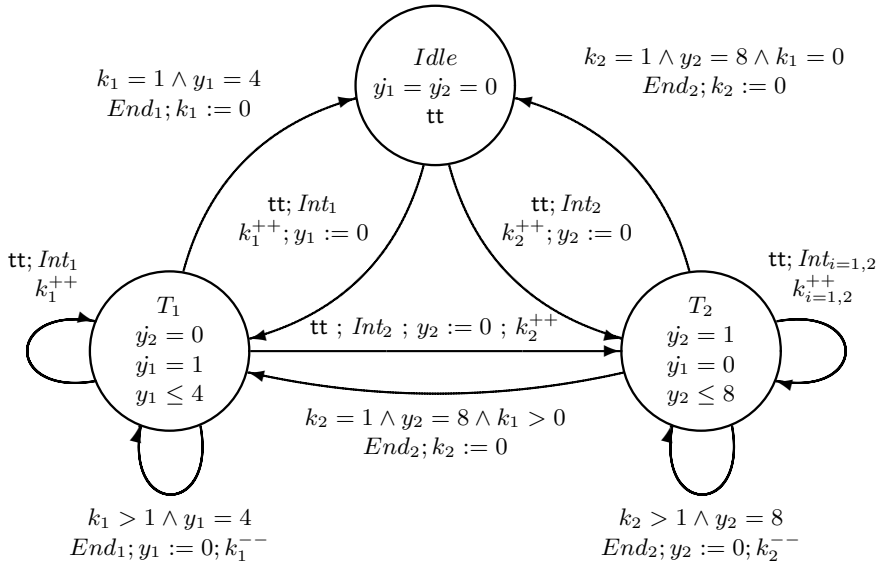 Idle
ẏ₁ = ẏ₂ = 0
tt
k₁ = 1 ∧ y₁ = 4
End₁; k₁ := 0
k₂ = 1 ∧ y₂ = 8 ∧ k₁ = 0
End₂; k₂ := 0
tt; Int₁
k₁⁺⁺; y₁ := 0
tt; Int₂
k₂⁺⁺; y₂ := 0
tt; Int₁
k₁⁺⁺
tt; Intᵢ₌₁,₂
kᵢ₌₁,₂⁺⁺
T₁
ẏ₂ = 0
ẏ₁ = 1
y₁ ≤ 4
tt ; Int₂ ; y₂ := 0 ; k₂⁺⁺
T₂
ẏ₂ = 1
ẏ₁ = 0
y₂ ≤ 8
k₂ = 1 ∧ y₂ = 8 ∧ k₁ > 0
End₂; k₂ := 0
k₁ > 1 ∧ y₁ = 4
End₁; y₁ := 0; k₁⁻⁻
k₂ > 1 ∧ y₂ = 8
End₂; y₂ := 0; k₂⁻⁻